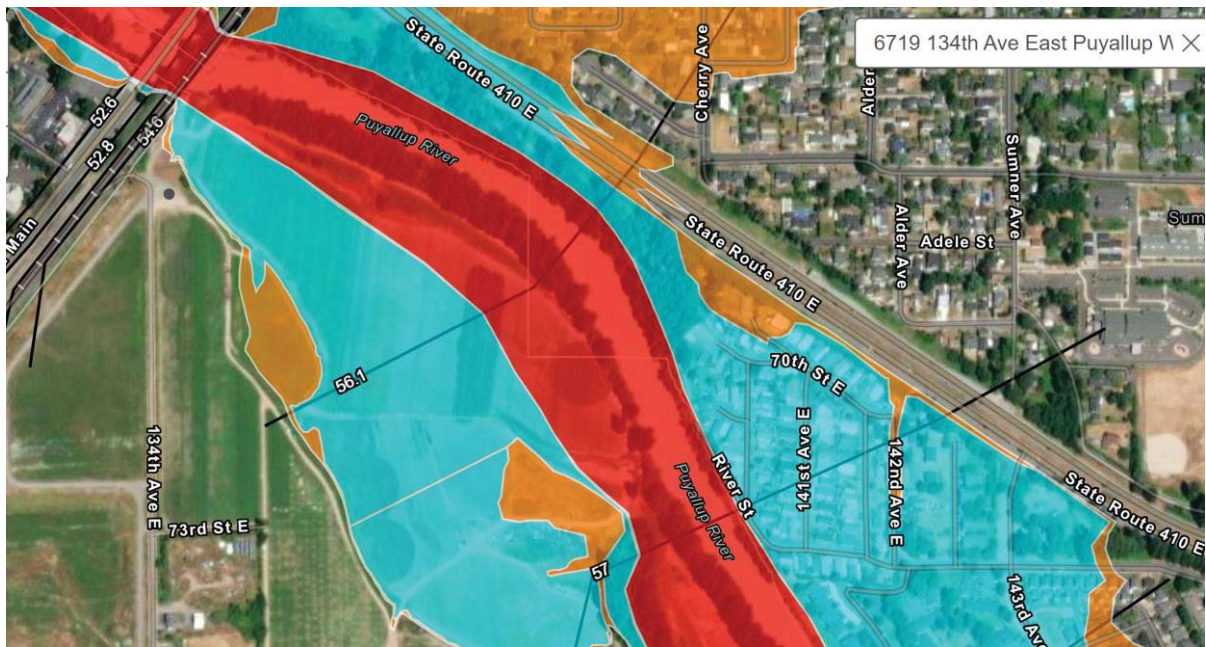 6719 134th Ave East Puyallup W
State Route 410 E
Cherry Ave
Alder
52.6
52.8
54.6
Puyallup River
Sumner Ave
Main
Alder Ave
Adele St
Sum
State Route 410 E
56.1
70th St E
134th Ave E
73rd St E
141st Ave E
142nd Ave E
River St
Puyallup River
57
State Route 410 E
143rd Ave